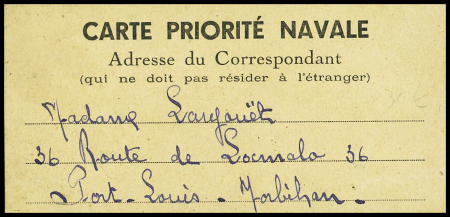 CARTE PRIORITÉ NAVALE
Adresse du Correspondant
(qui ne doit pas résider à l'étranger)
Madame Langouët
36 Route de Locmalo 36
Port-Louis - Morbihan -